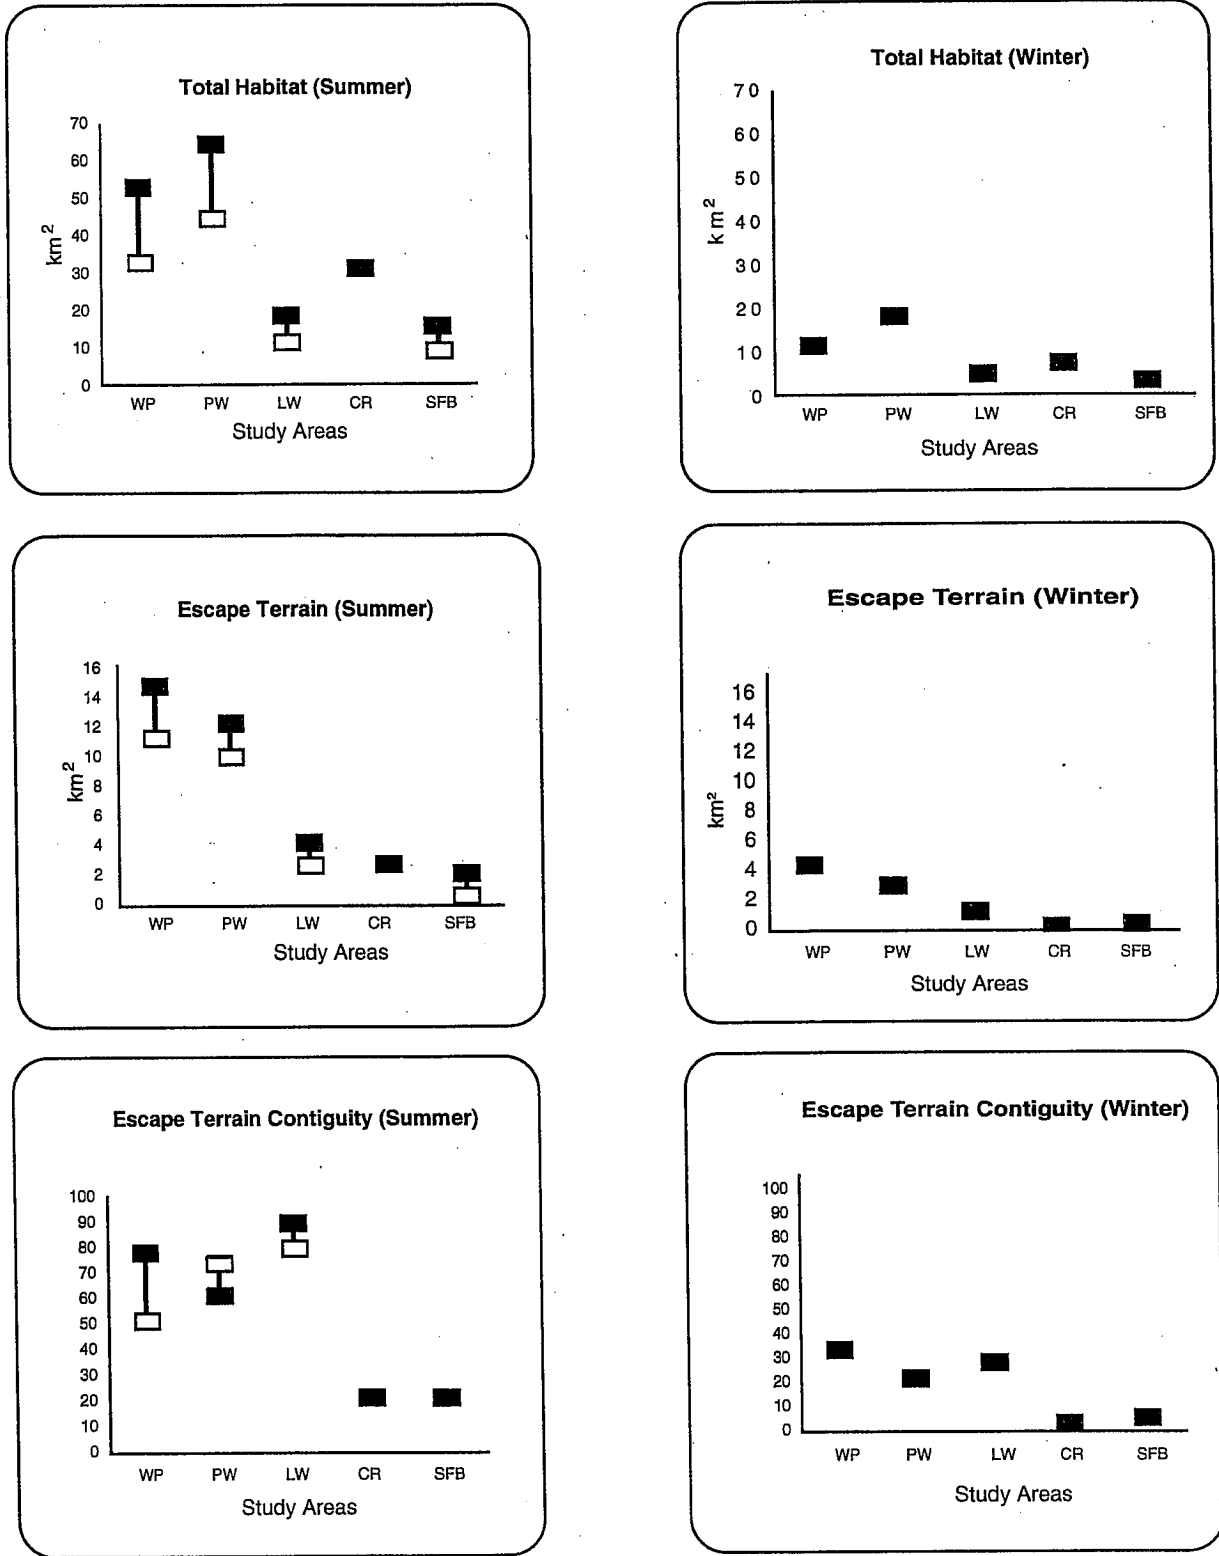 Total Habitat (Summer)
70
60
50
40
30
20
10
0
km2
WP PW LW CR SFB
Study Areas
Total Habitat (Winter)
70
60
50
40
30
20
10
0
km2
WP PW LW CR SFB
Study Areas
Escape Terrain (Summer)
16
14
12
10
8
6
4
2
0
km2
WP PW LW CR SFB
Study Areas
Escape Terrain (Winter)
16
14
12
10
8
6
4
2
0
km2
WP PW LW CR SFB
Study Areas
Escape Terrain Contiguity (Summer)
100
90
80
70
60
50
40
30
20
10
0
WP PW LW CR SFB
Study Areas
Escape Terrain Contiguity (Winter)
100
90
80
70
60
50
40
30
20
10
0
WP PW LW CR SFB
Study Areas